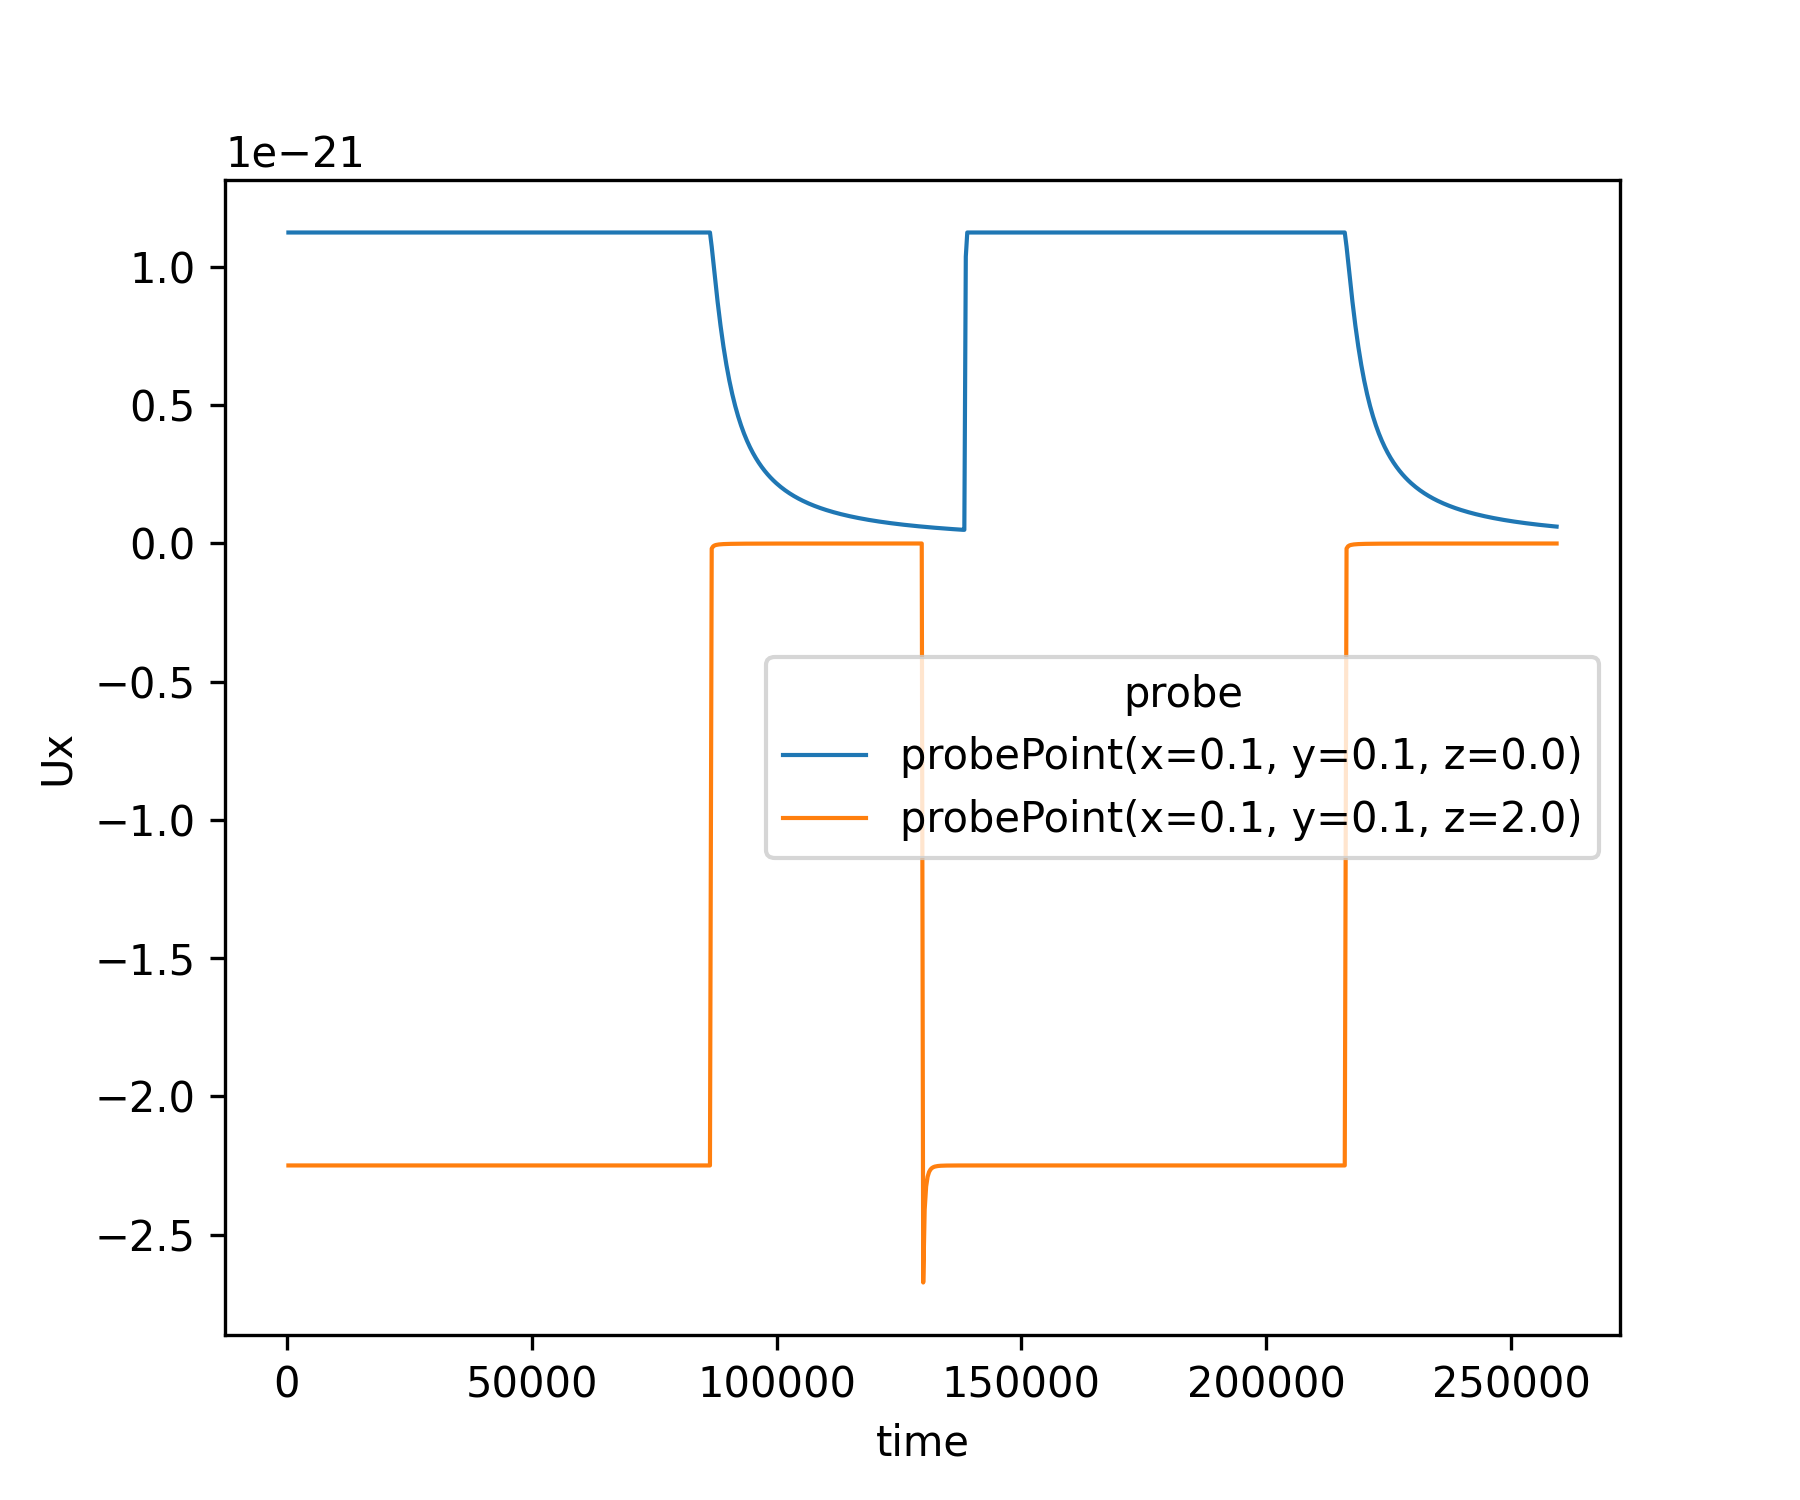 1e−21
1.0
0.5
0.0
−0.5
−1.0
−1.5
−2.0
−2.5
Ux
probe
probePoint(x=0.1, y=0.1, z=0.0)
probePoint(x=0.1, y=0.1, z=2.0)
0 50000 100000 150000 200000 250000
time